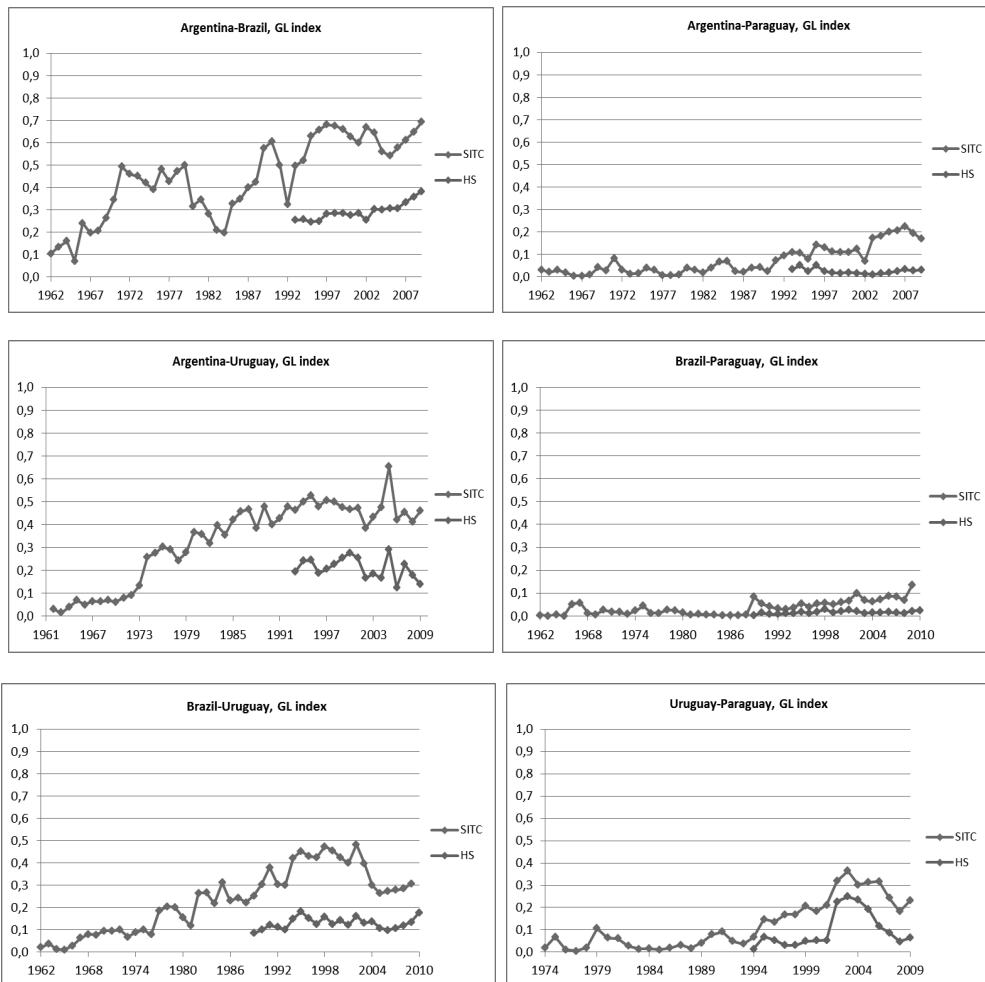 Argentina-Brazil, GL index
1,0
0,9
0,8
0,7
0,6
0,5
0,4
0,3
0,2
0,1
0,0
1962 1967 1972 1977 1982 1987 1992 1997 2002 2007
SITC
HS
Argentina-Paraguay, GL index
1,0
0,9
0,8
0,7
0,6
0,5
0,4
0,3
0,2
0,1
0,0
1962 1967 1972 1977 1982 1987 1992 1997 2002 2007
SITC
HS
Argentina-Uruguay, GL index
1,0
0,9
0,8
0,7
0,6
0,5
0,4
0,3
0,2
0,1
0,0
1961 1967 1973 1979 1985 1991 1997 2003 2009
SITC
HS
Brazil-Paraguay, GL index
1,0
0,9
0,8
0,7
0,6
0,5
0,4
0,3
0,2
0,1
0,0
1962 1968 1974 1980 1986 1992 1998 2004 2010
SITC
HS
Brazil-Uruguay, GL index
1,0
0,9
0,8
0,7
0,6
0,5
0,4
0,3
0,2
0,1
0,0
1962 1968 1974 1980 1986 1992 1998 2004 2010
SITC
HS
Uruguay-Paraguay, GL index
1,0
0,9
0,8
0,7
0,6
0,5
0,4
0,3
0,2
0,1
0,0
1974 1979 1984 1989 1994 1999 2004 2009
SITC
HS